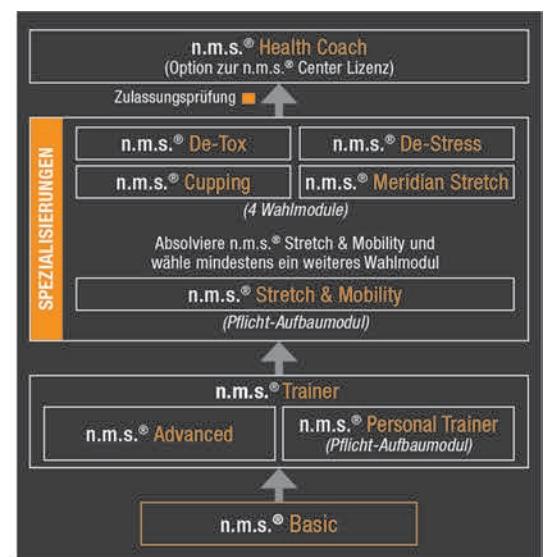 n.m.s.® Health Coach
(Option zur n.m.s.® Center Lizenz)
Zulassungsprüfung
SPEZIALISIERUNGEN
n.m.s.® De-Tox
n.m.s.® De-Stress
n.m.s.® Cupping
n.m.s.® Meridian Stretch
(4 Wahlmodule)
Absolviere n.m.s.® Stretch & Mobility und
wähle mindestens ein weiteres Wahlmodul
n.m.s.® Stretch & Mobility
(Pflicht-Aufbaumodul)
n.m.s.® Trainer
n.m.s.® Advanced
n.m.s.® Personal Trainer
(Pflicht-Aufbaumodul)
n.m.s.® Basic